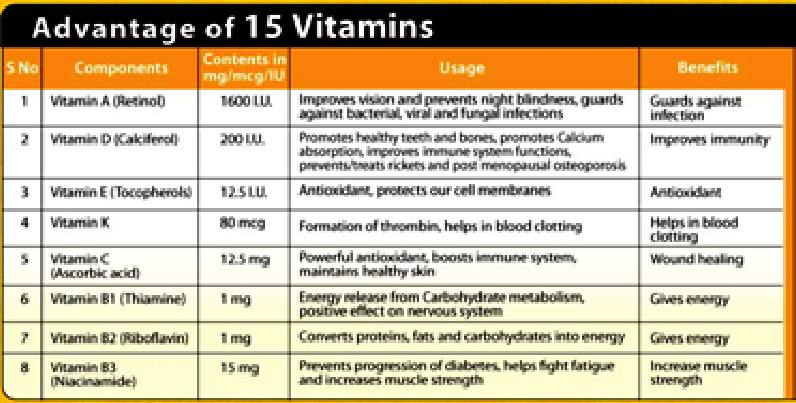 Advantage of 15 Vitamins
S No Components Contents in mg/mcg/IU Usage Benefits
1 Vitamin A (Retinol) 1600 I.U. Improves vision and prevents night blindness, guards against bacterial, viral and fungal infections Guards against infection
2 Vitamin D (Calciferol) 200 I.U. Promotes healthy teeth and bones, promotes Calcium absorption, improves immune system functions, prevents/treats rickets and post menopausal osteoporosis Improves immunity
3 Vitamin E (Tocopherols) 12.5 I.U. Antioxidant, protects our cell membranes Antioxidant
4 Vitamin K 80 mcg Formation of thrombin, helps in blood clotting Helps in blood clotting
5 Vitamin C (Ascorbic acid) 12.5 mg Powerful antioxidant, boosts immune system, maintains healthy skin Wound healing
6 Vitamin B1 (Thiamine) 1 mg Energy release from Carbohydrate metabolism, positive effect on nervous system Gives energy
7 Vitamin B2 (Riboflavin) 1 mg Converts proteins, fats and carbohydrates into energy Gives energy
8 Vitamin B3 (Niacinamide) 15 mg Prevents progression of diabetes, helps fight fatigue and increases muscle strength Increase muscle strength